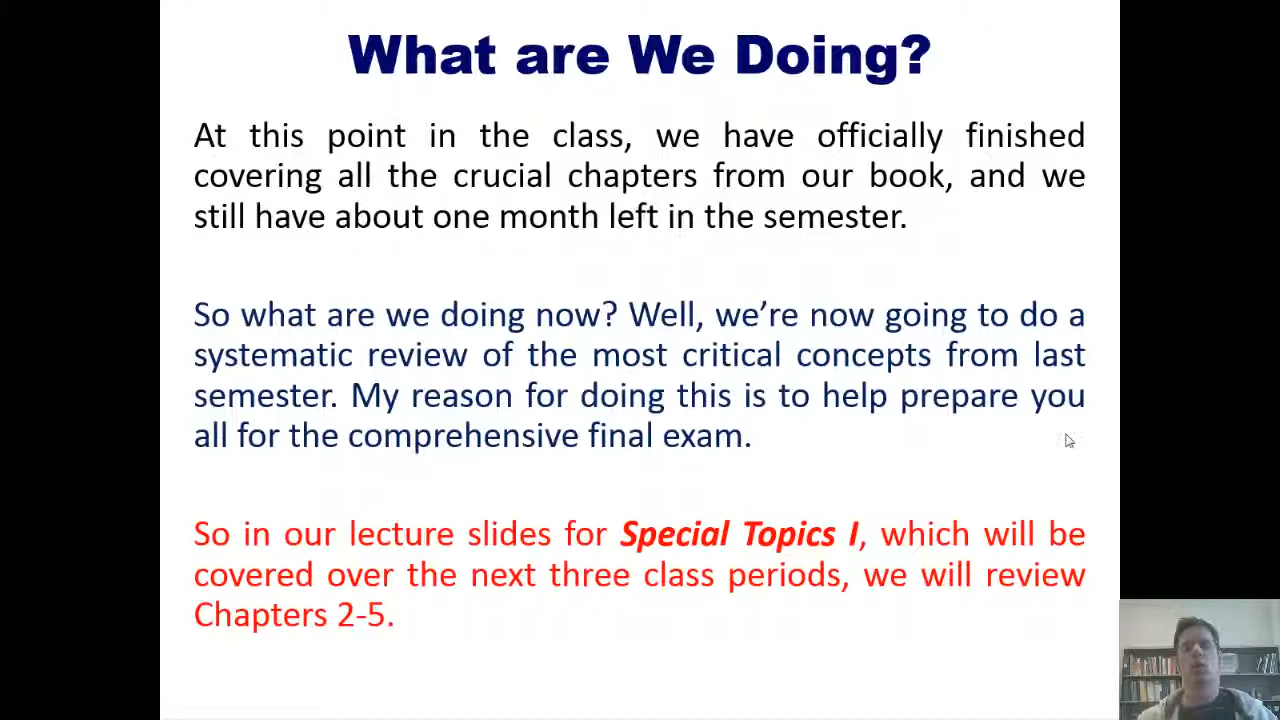 What are We Doing?
At this point in the class, we have officially finished
covering all the crucial chapters from our book, and we
still have about one month left in the semester.
So what are we doing now? Well, we’re now going to do a
systematic review of the most critical concepts from last
semester. My reason for doing this is to help prepare you
all for the comprehensive final exam.
So in our lecture slides for Special Topics I, which will be
covered over the next three class periods, we will review
Chapters 2-5.